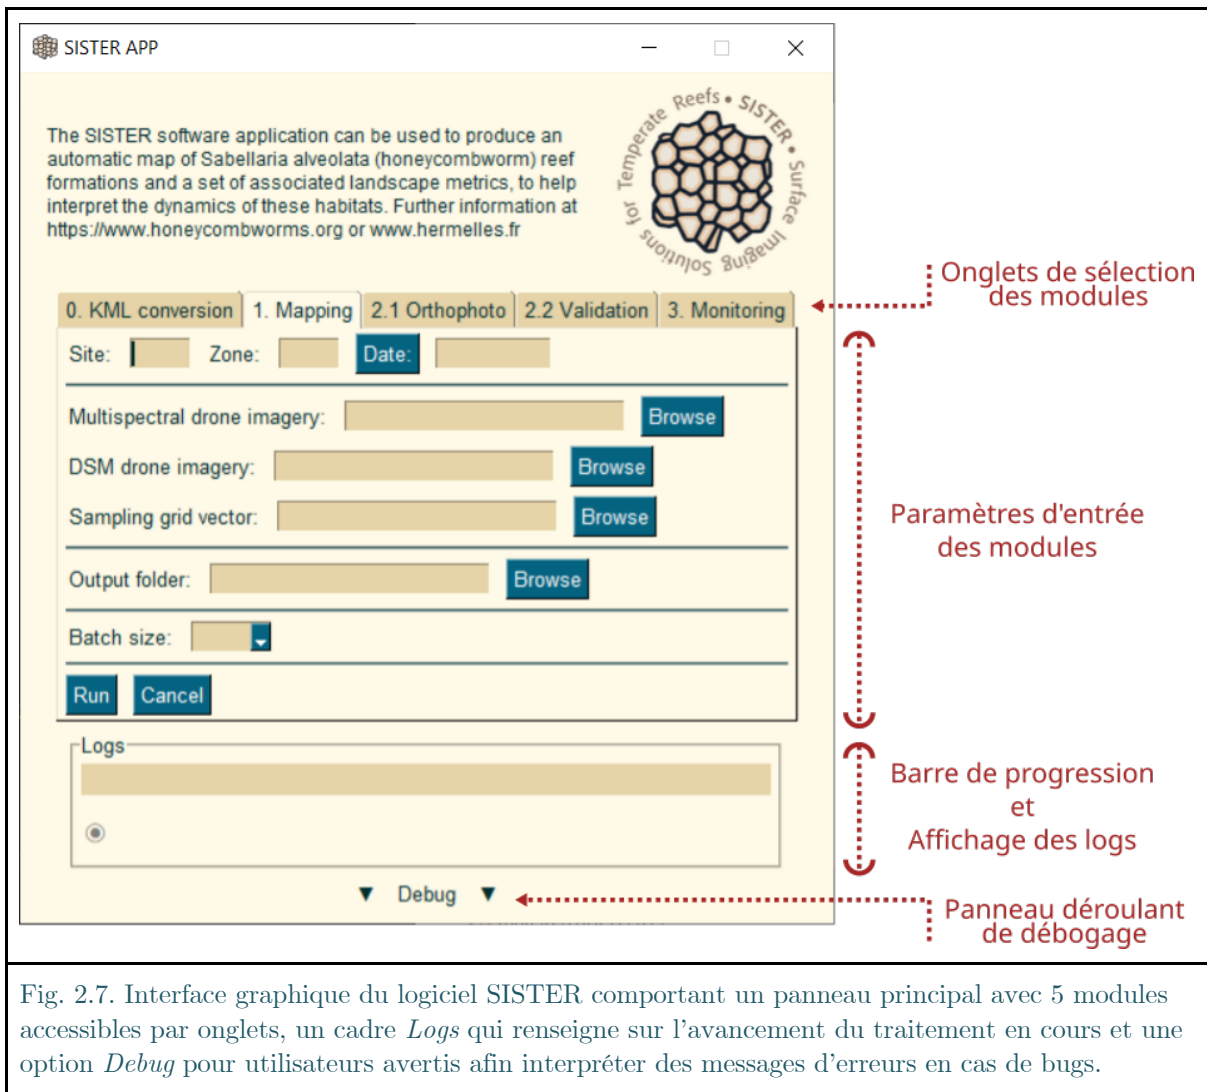 SISTER APP
The SISTER software application can be used to produce an
automatic map of Sabellaria alveolata (honeycombworm) reef
formations and a set of associated landscape metrics, to help
interpret the dynamics of these habitats. Further information at
https://www.honeycombworms.org or www.hermelles.fr
SISTER • Surface Imaging Solutions for Temperate Reefs •
0. KML conversion 1. Mapping 2.1 Orthophoto 2.2 Validation 3. Monitoring
Onglets de sélection
des modules
Site: Zone: Date:
Multispectral drone imagery: Browse
DSM drone imagery: Browse
Sampling grid vector: Browse
Output folder: Browse
Batch size:
Run Cancel
Paramètres d'entrée
des modules
Logs
Barre de progression
et
Affichage des logs
▼ Debug ▼
Panneau déroulant
de débogage
Fig. 2.7. Interface graphique du logiciel SISTER comportant un panneau principal avec 5 modules
accessibles par onglets, un cadre Logs qui renseigne sur l'avancement du traitement en cours et une
option Debug pour utilisateurs avertis afin interpréter des messages d'erreurs en cas de bugs.